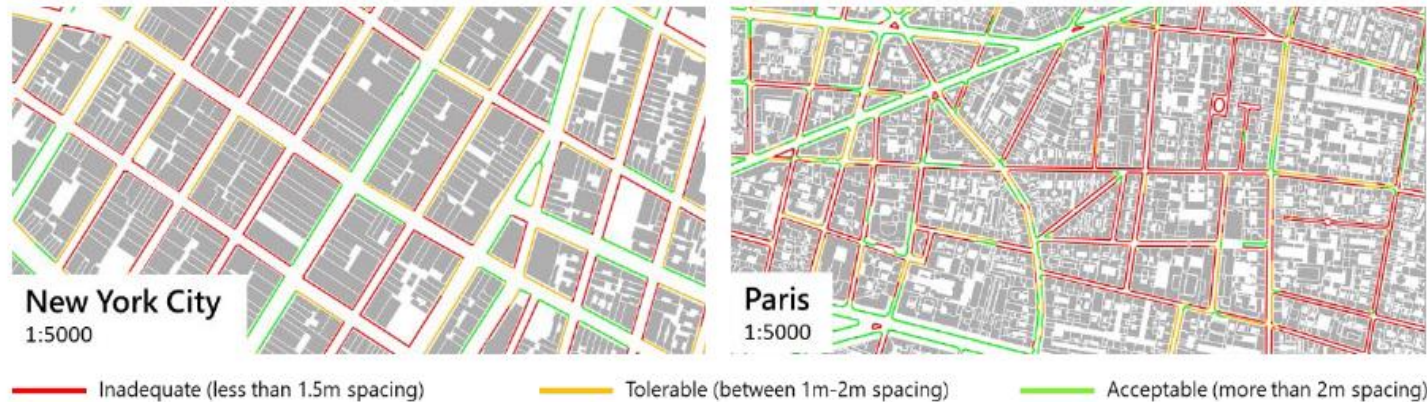 New York City
1:5000
Paris
1:5000
Inadequate (less than 1.5m spacing)
Tolerable (between 1m-2m spacing)
Acceptable (more than 2m spacing)